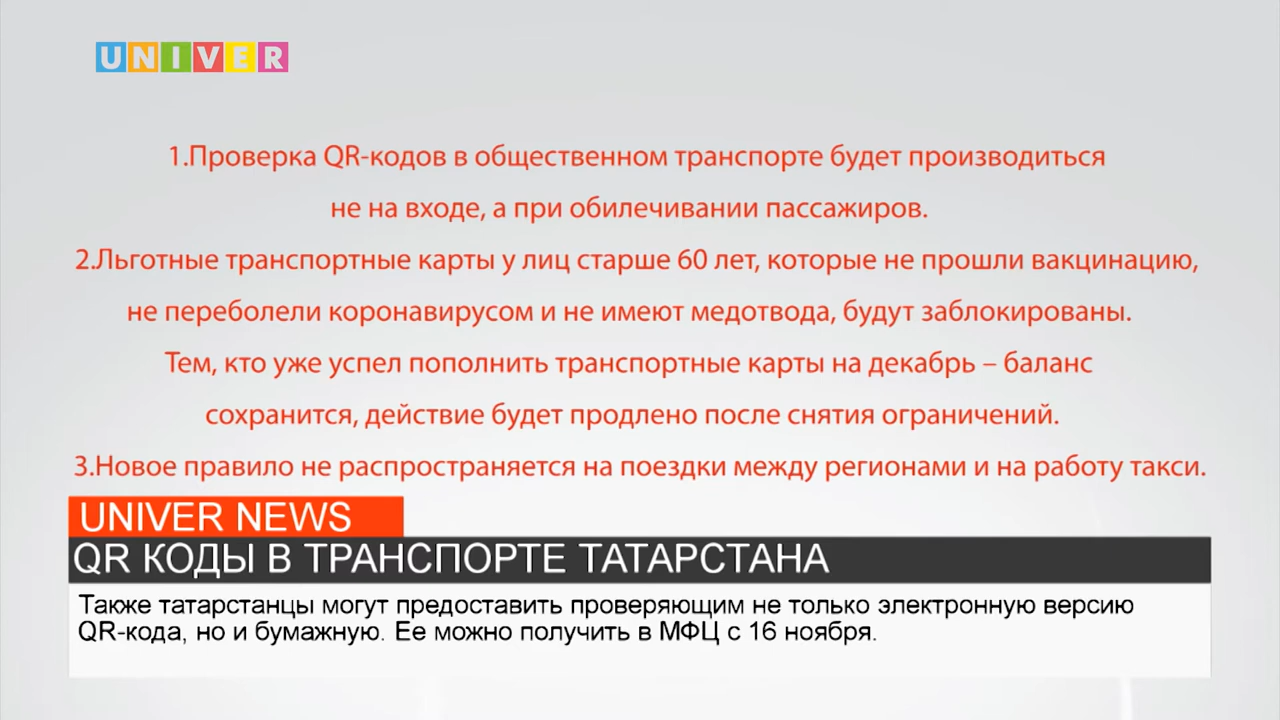 UNIVER
1.Проверка QR-кодов в общественном транспорте будет производиться
не на входе, а при обилечивании пассажиров.
2.Льготные транспортные карты у лиц старше 60 лет, которые не прошли вакцинацию,
не переболели коронавирусом и не имеют медотвода, будут заблокированы.
Тем, кто уже успел пополнить транспортные карты на декабрь – баланс
сохранится, действие будет продлено после снятия ограничений.
3.Новое правило не распространяется на поездки между регионами и на работу такси.
UNIVER NEWS
QR КОДЫ В ТРАНСПОРТЕ ТАТАРСТАНА
Также татарстанцы могут предоставить проверяющим не только электронную версию
QR-кода, но и бумажную. Ее можно получить в МФЦ с 16 ноября.